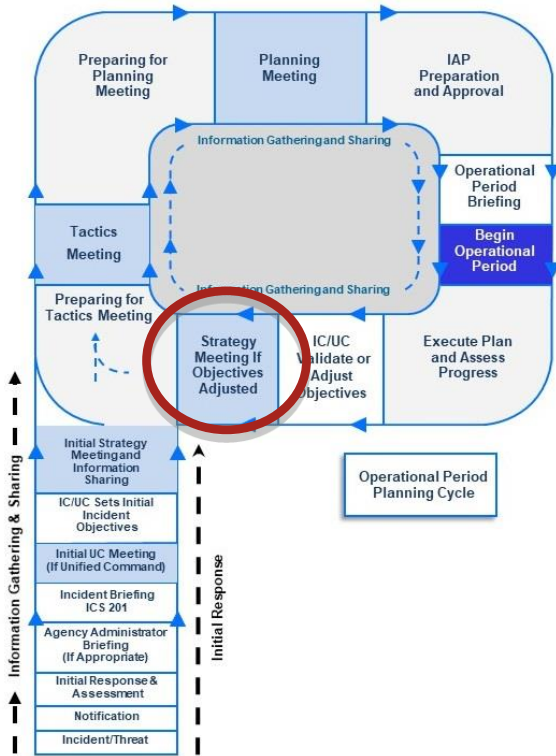 Preparing for
Planning
Meeting
Planning
Meeting
IAP
Preparation
and Approval
Information Gathering and Sharing
Operational
Period
Briefing
Tactics
Meeting
Begin
Operational
Period
Information Gathering and Sharing
Preparing for
Tactics Meeting
Strategy
Meeting If
Objectives
Adjusted
IC/UC
Validate or
Adjust
Objectives
Execute Plan
and Assess
Progress
Initial Strategy
Meeting and
Information
Sharing
IC/UC Sets Initial
Incident
Objectives
Initial UC Meeting
(If Unified Command)
Incident Briefing
ICS 201
Agency Administrator
Briefing
(If Appropriate)
Initial Response &
Assessment
Notification
Incident/Threat
Information Gathering & Sharing
Initial Response
Operational Period
Planning Cycle